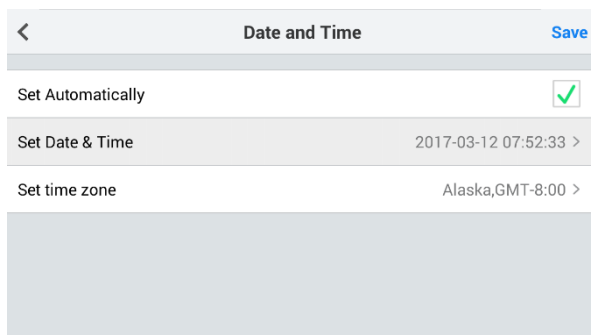 Date and Time Save
Set Automatically
Set Date & Time 2017-03-12 07:52:33 >
Set time zone Alaska,GMT-8:00 >